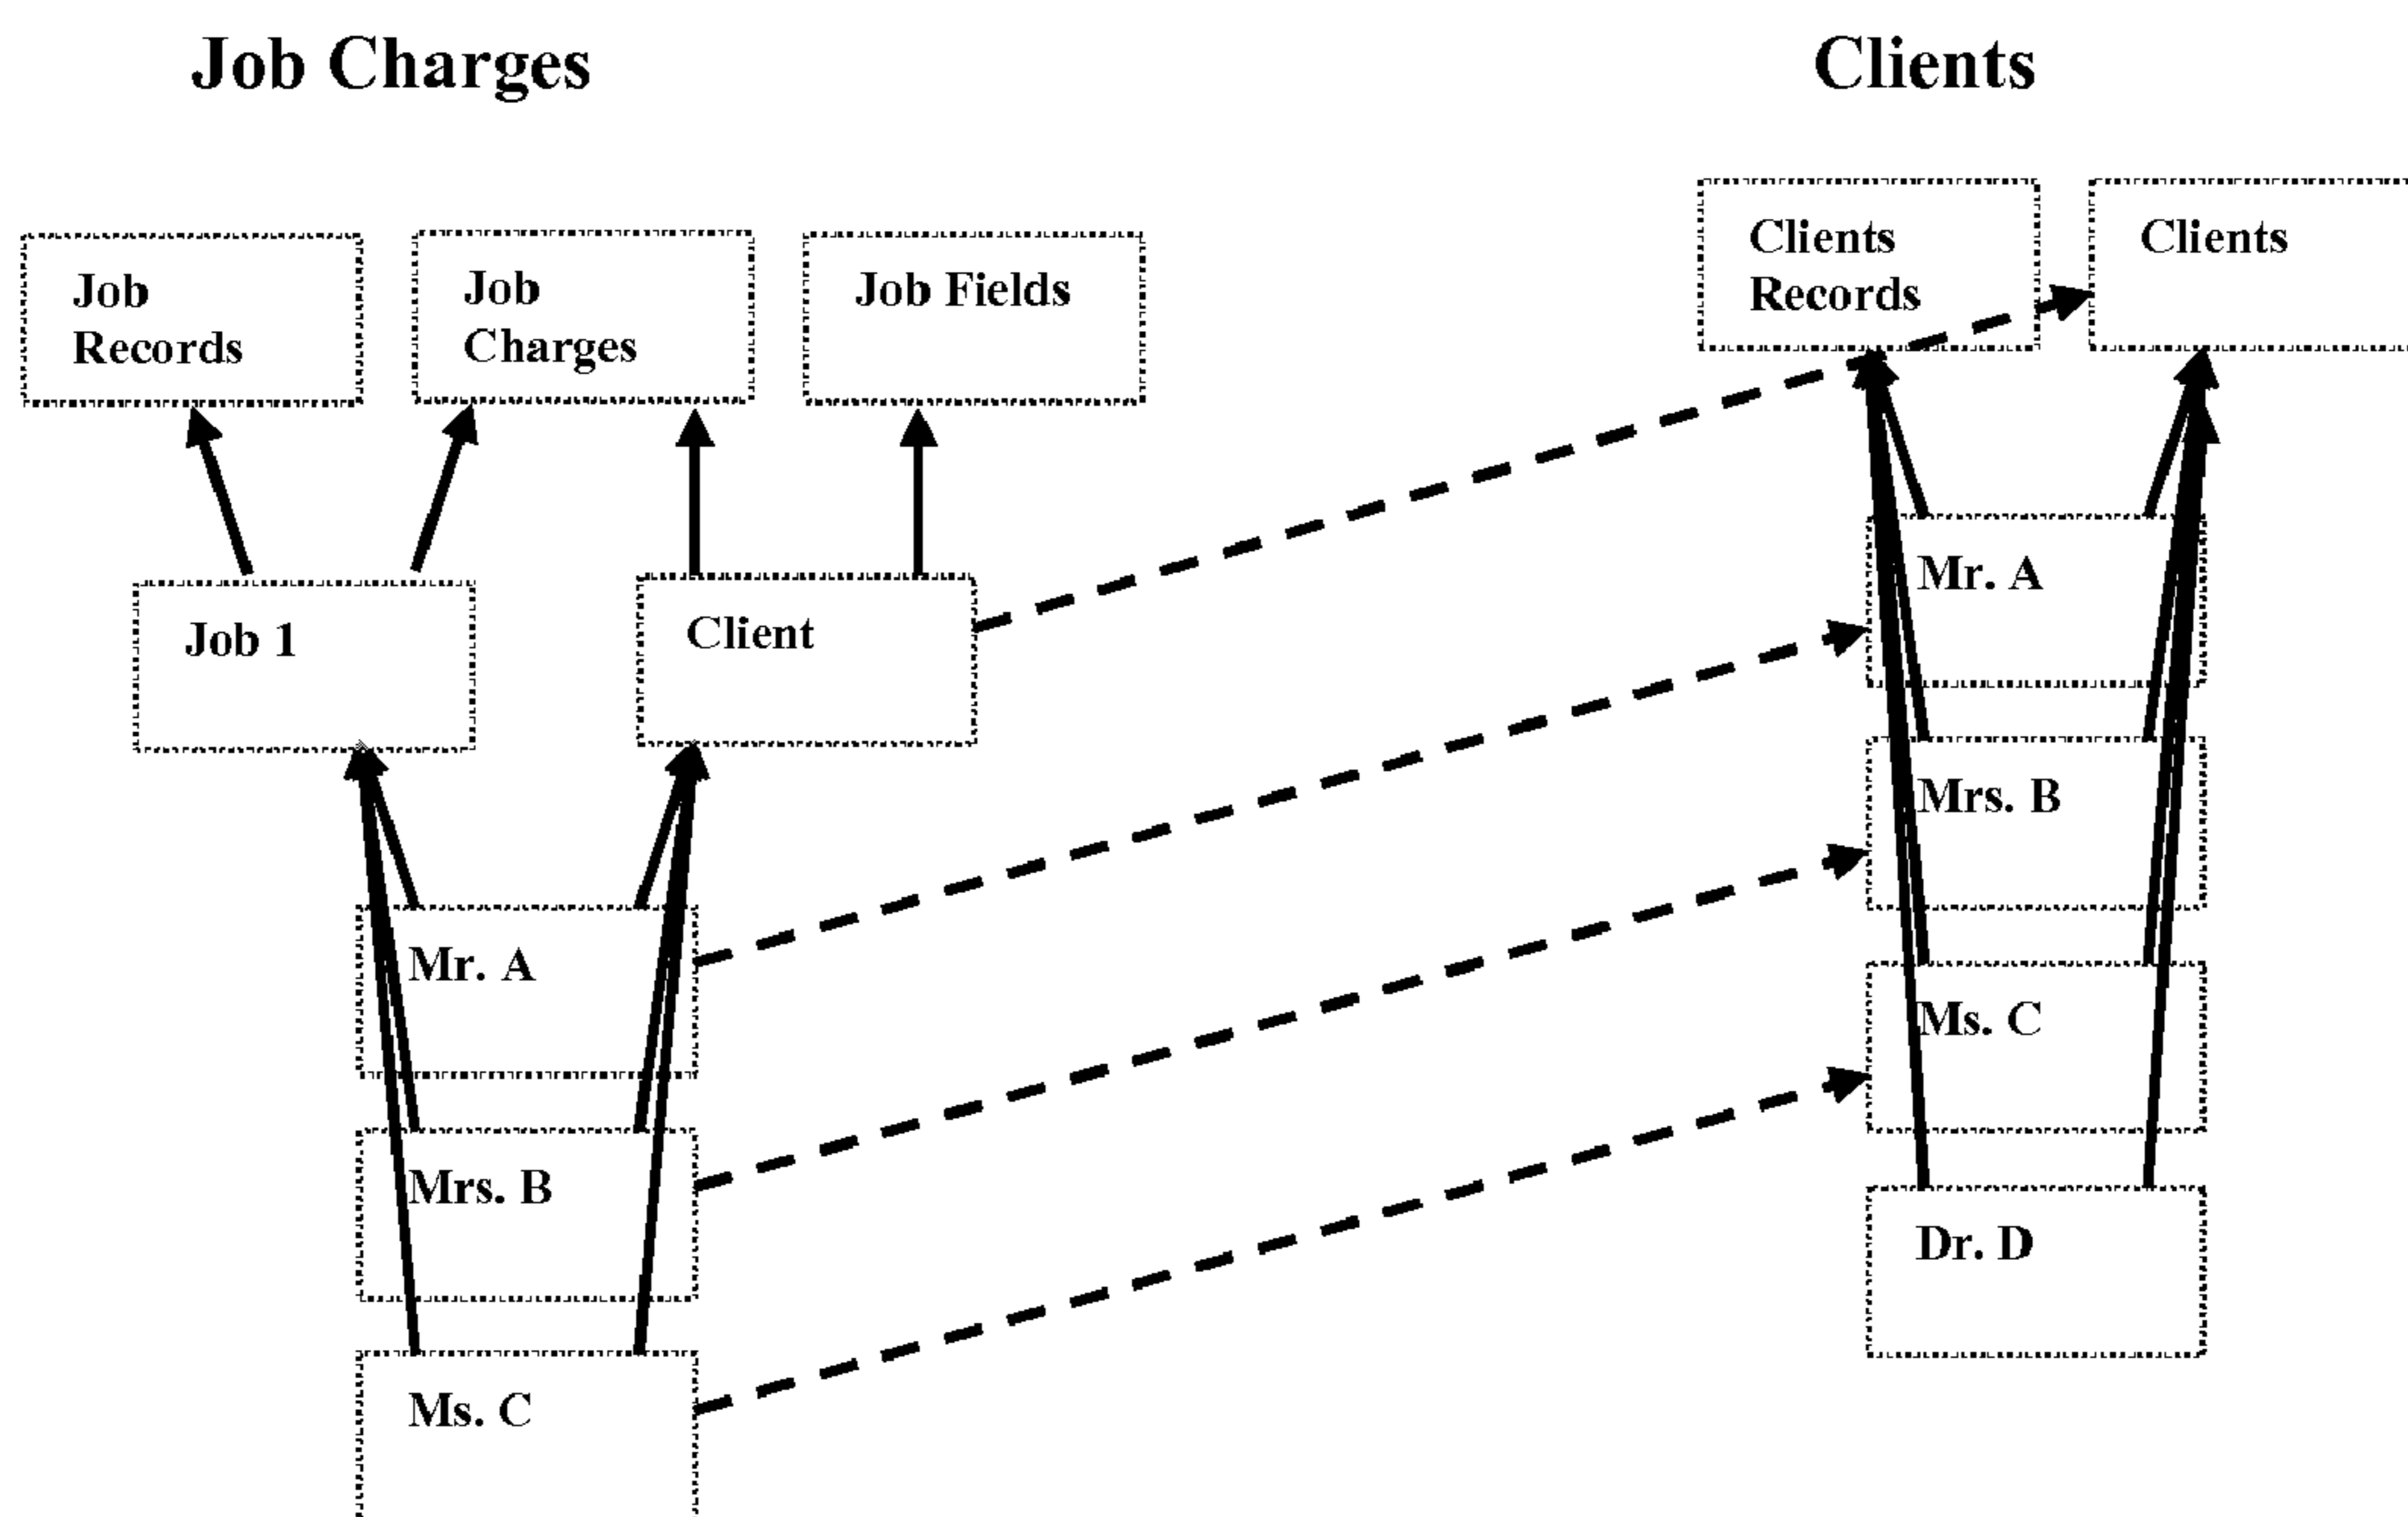 Job Charges
Clients
Job
Records
Job
Charges
Job Fields
Clients
Records
Clients
Job 1
Client
Mr. A
Mrs. B
Ms. C
Mr. A
Mrs. B
Ms. C
Dr. D